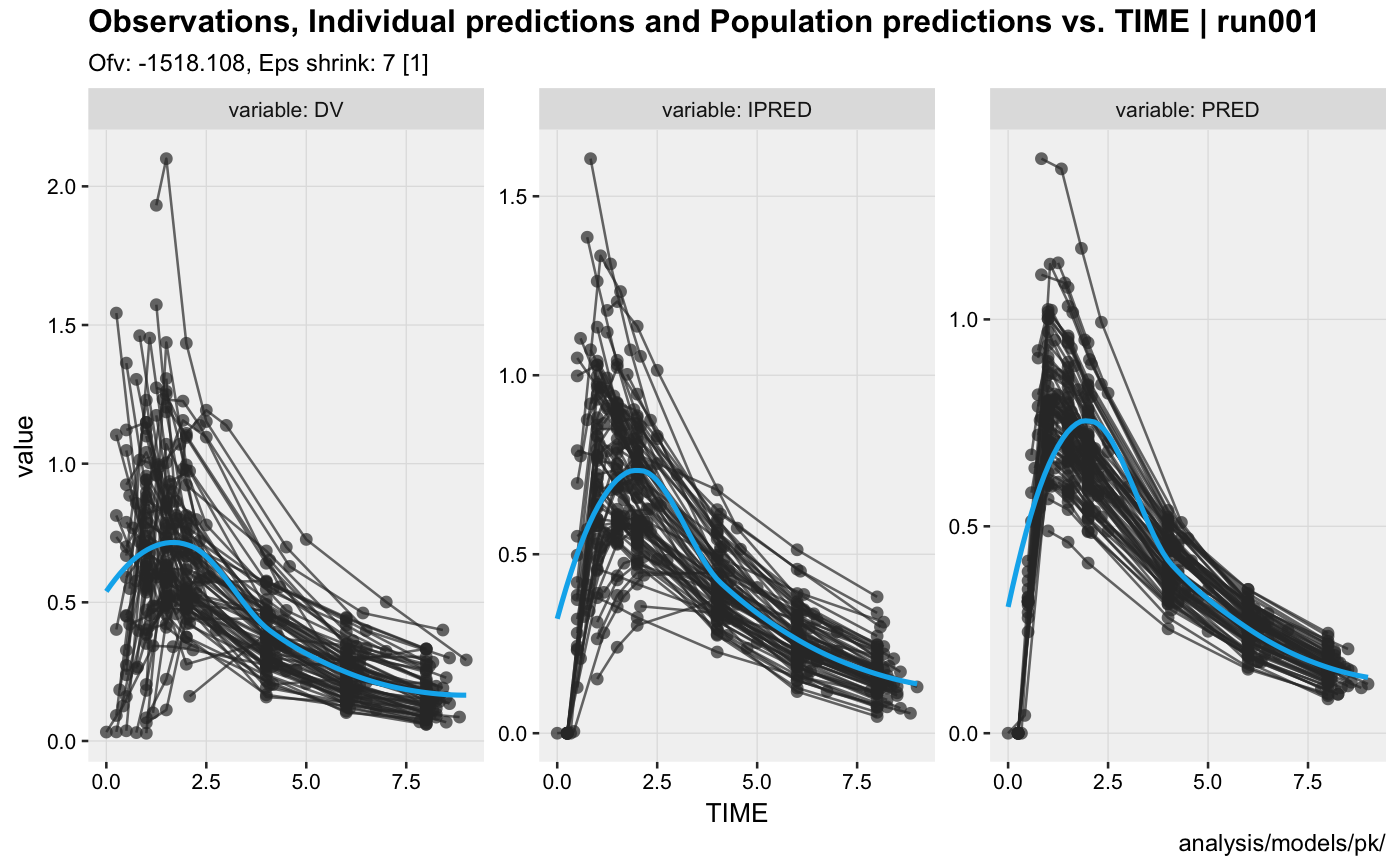 Observations, Individual predictions and Population predictions vs. TIME | run001
Ofv: -1518.108, Eps shrink: 7 [1]
variable: DV
variable: IPRED
variable: PRED
value
2.0
1.5
1.0
0.5
0.0
1.5
1.0
0.5
0.0
1.0
0.5
0.0
0.0 2.5 5.0 7.5
0.0 2.5 5.0 7.5
0.0 2.5 5.0 7.5
TIME
analysis/models/pk/